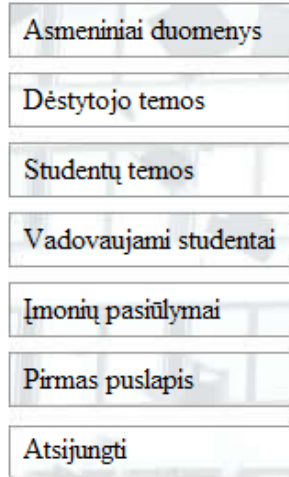 Asmeniniai duomenys
Dėstytojo temos
Studentų temos
Vadovaujami studentai
Įmonių pasiūlymai
Pirmas puslapis
Atsijungti